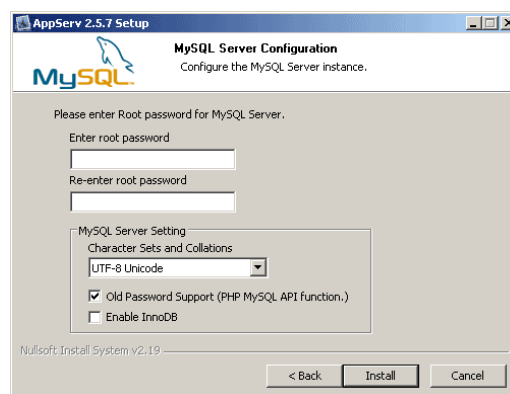 AppServ 2.5.7 Setup
MySQL Server Configuration
Configure the MySQL Server instance.
MySQL
Please enter Root password for MySQL Server.
Enter root password
Re-enter root password
MySQL Server Setting
Character Sets and Collations
UTF-8 Unicode
Old Password Support (PHP MySQL API function.)
Enable InnoDB
Nullsoft Install System v2.19
< Back Install Cancel